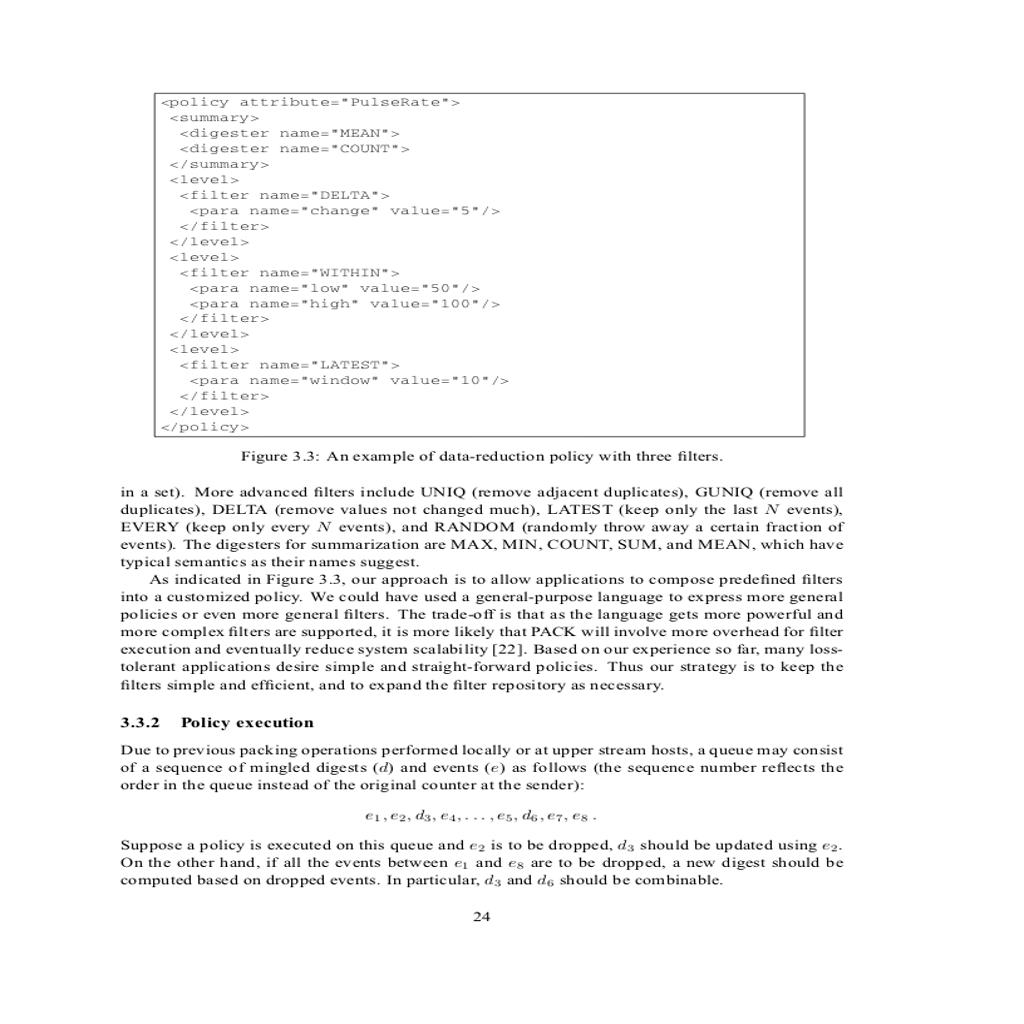 <policy attribute="PulseRate">
<summary>
<digester name="MEAN">
<digester name="COUNT">
</summary>
<level>
<filter name="DELTA">
<para name="change" value="5"/>
</filter>
</level>
<level>
<filter name="WITHIN">
<para name="low" value="50"/>
<para name="high" value="100"/>
</filter>
</level>
<level>
<filter name="LATEST">
<para name="window" value="10"/>
</filter>
</level>
</policy>
Figure 3.3: An example of data-reduction policy with three filters.
in a set). More advanced filters include UNIQ (remove adjacent duplicates), GUNIQ (remove all
duplicates), DELTA (remove values not changed much), LATEST (keep only the last N events),
EVERY (keep only every N events), and RANDOM (randomly throw away a certain fraction of
events). The digesters for summarization are MAX, MIN, COUNT, SUM, and MEAN, which have
typical semantics as their names suggest.
As indicated in Figure 3.3, our approach is to allow applications to compose predefined filters
into a customized policy. We could have used a general-purpose language to express more general
policies or even more general filters. The trade-off is that as the language gets more powerful and
more complex filters are supported, it is more likely that PACK will involve more overhead for filter
execution and eventually reduce system scalability [22]. Based on our experience so far, many loss-
tolerant applications desire simple and straight-forward policies. Thus our strategy is to keep the
filters simple and efficient, and to expand the filter repository as necessary.
3.3.2 Policy execution
Due to previous packing operations performed locally or at upper stream hosts, a queue may consist
of a sequence of mingled digests (d) and events (e) as follows (the sequence number reflects the
order in the queue instead of the original counter at the sender):
e₁, e₂, d₃, e₄, . . . , e₅, d₆, e₇, e₈ .
Suppose a policy is executed on this queue and e₂ is to be dropped, d₃ should be updated using e₂.
On the other hand, if all the events between e₁ and e₈ are to be dropped, a new digest should be
computed based on dropped events. In particular, d₃ and d₆ should be combinable.
24